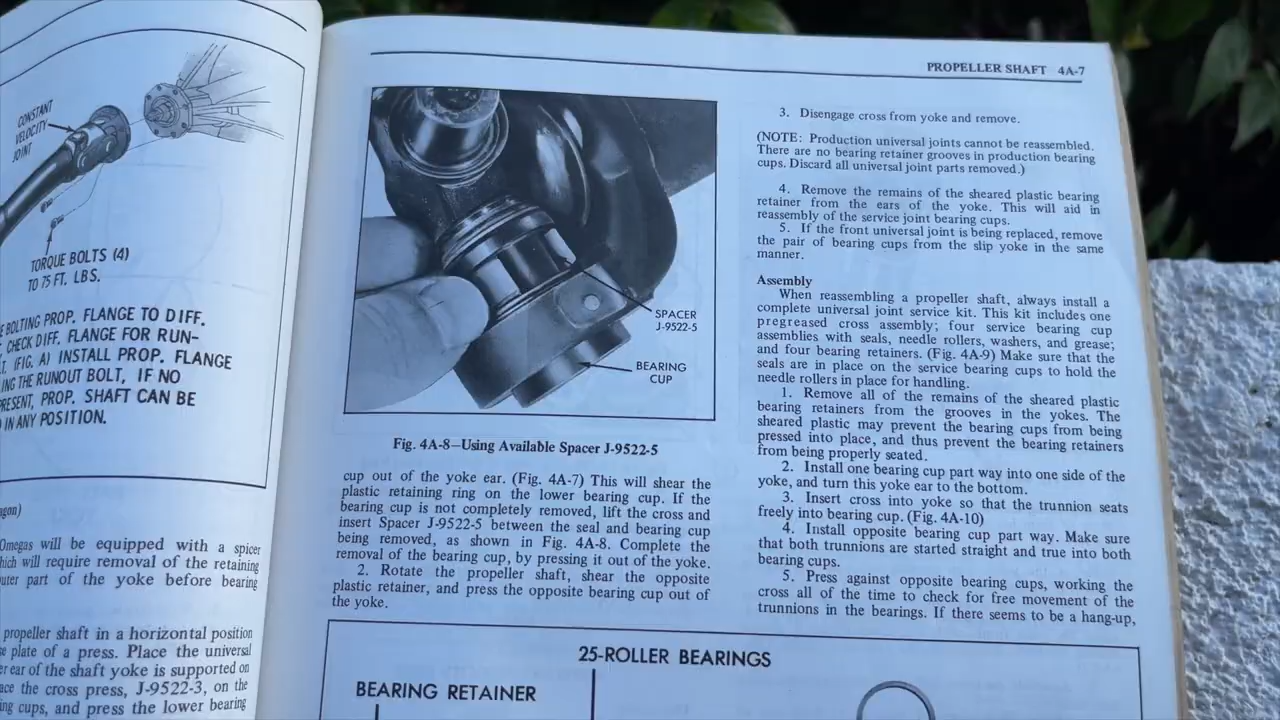 CONSTANT
VELOCITY
JOINT
TORQUE BOLTS (4)
TO 75 FT. LBS.
BOLTING PROP. FLANGE TO DIFF.
CHECK DIFF. FLANGE FOR RUN-
(FIG. A) INSTALL PROP. FLANGE
THE RUNOUT BOLT, IF NO
PROP. SHAFT CAN BE
IN ANY POSITION.
Omegas will be equipped with a spicer
which will require removal of the retaining
outer part of the yoke before bearing
propeller shaft in a horizontal position
plate of a press. Place the universal
ear of the shaft yoke is supported on
the cross press, J-9522-3, on the
cups, and press the lower bearing
PROPELLER SHAFT 4A-7
SPACER
J-9522-5
BEARING
CUP
Fig. 4A-8—Using Available Spacer J-9522-5
cup out of the yoke ear. (Fig. 4A-7) This will shear the
plastic retaining ring on the lower bearing cup. If the
bearing cup is not completely removed, lift the cross and
insert Spacer J-9522-5 between the seal and bearing cup
being removed, as shown in Fig. 4A-8. Complete the
removal of the bearing cup, by pressing it out of the yoke.
2. Rotate the propeller shaft, shear the opposite
plastic retainer, and press the opposite bearing cup out of
the yoke.
3. Disengage cross from yoke and remove.
(NOTE: Production universal joints cannot be reassembled.
There are no bearing retainer grooves in production bearing
cups. Discard all universal joint parts removed.)
4. Remove the remains of the sheared plastic bearing
retainer from the ears of the yoke. This will aid in
reassembly of the service joint bearing cups.
5. If the front universal joint is being replaced, remove
the pair of bearing cups from the slip yoke in the same
manner.
Assembly
When reassembling a propeller shaft, always install a
complete universal joint service kit. This kit includes one
pregreased cross assembly; four service bearing cup
assemblies with seals, needle rollers, washers, and grease;
and four bearing retainers. (Fig. 4A-9) Make sure that the
seals are in place on the service bearing cups to hold the
needle rollers in place for handling.
1. Remove all of the remains of the sheared plastic
bearing retainers from the grooves in the yokes. The
sheared plastic may prevent the bearing cups from being
pressed into place, and thus prevent the bearing retainers
from being properly seated.
2. Install one bearing cup part way into one side of the
yoke, and turn this yoke ear to the bottom.
3. Insert cross into yoke so that the trunnion seats
freely into bearing cup. (Fig. 4A-10)
4. Install opposite bearing cup part way. Make sure
that both trunnions are started straight and true into both
bearing cups.
5. Press against opposite bearing cups, working the
cross all of the time to check for free movement of the
trunnions in the bearings. If there seems to be a hang-up,
25-ROLLER BEARINGS
BEARING RETAINER